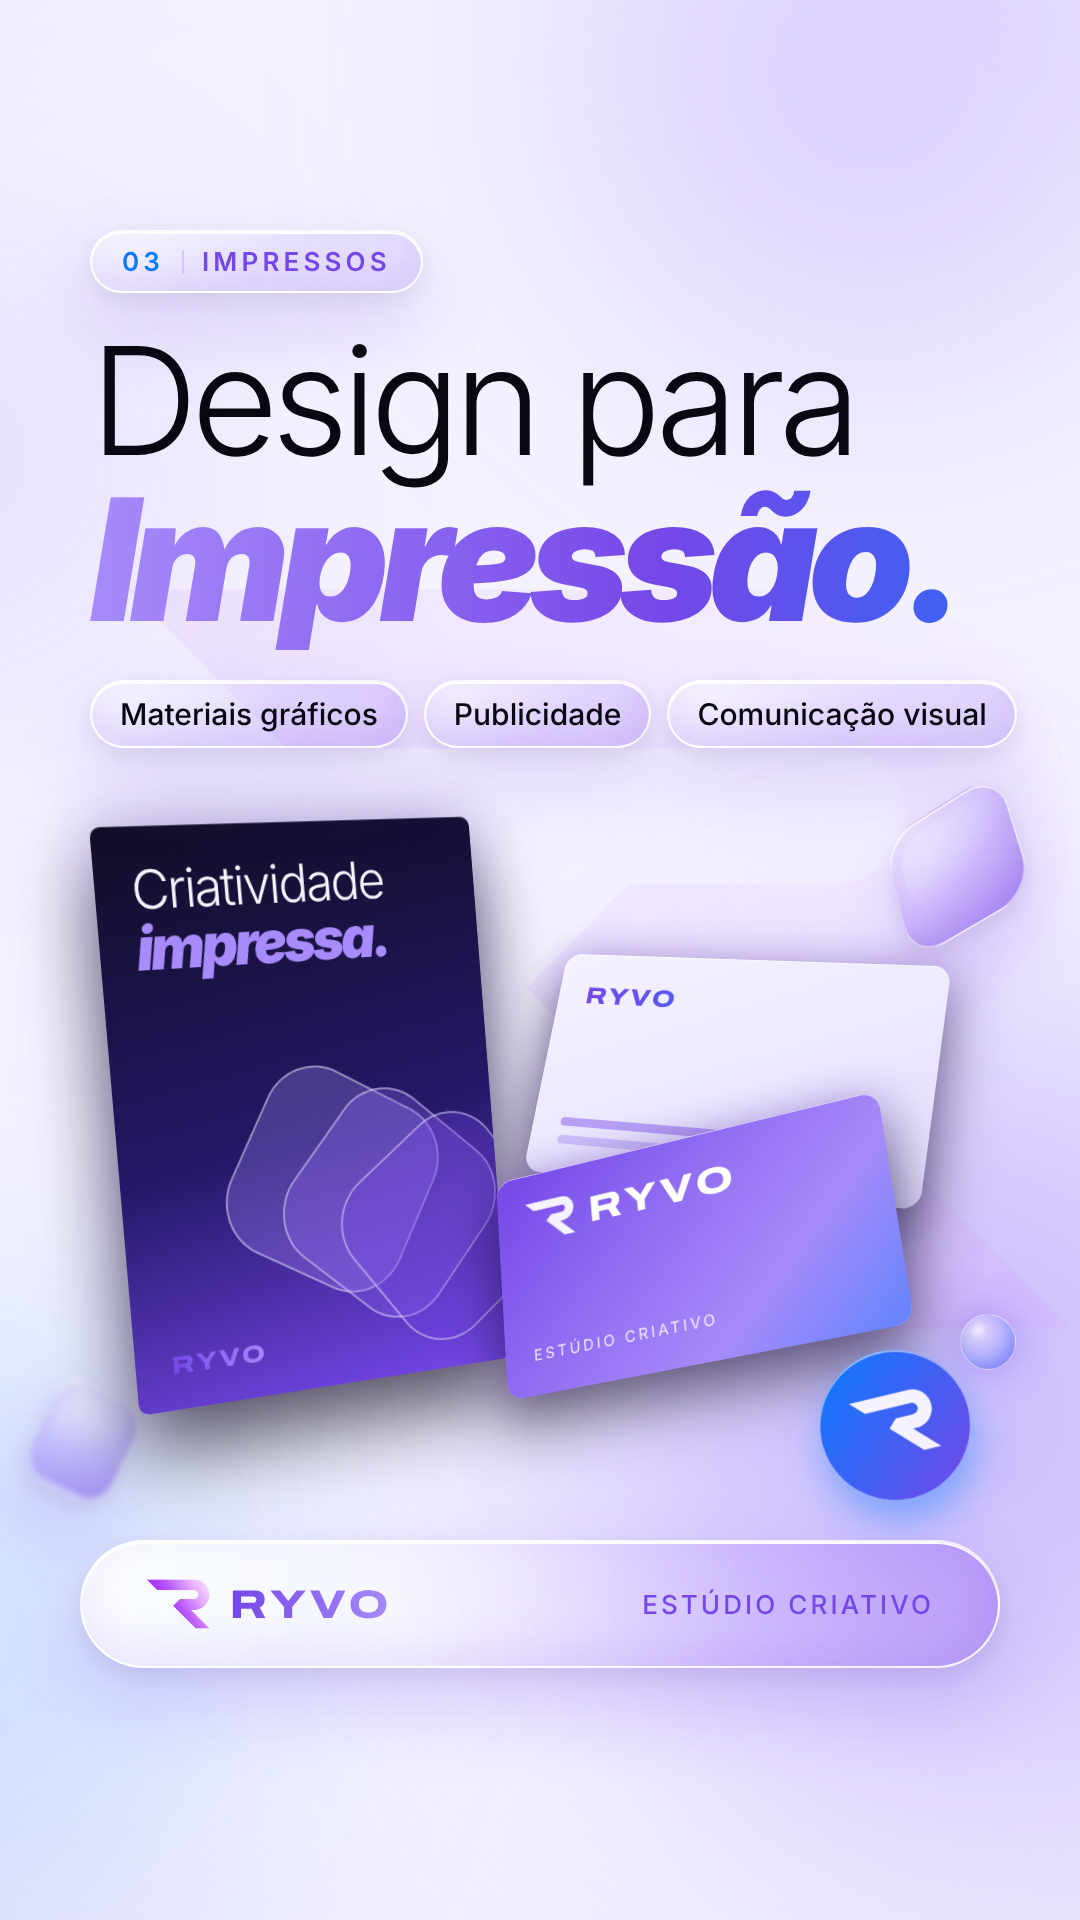 03 | IMPRESSOS
Design para
Impressão.
Materiais gráficos
Publicidade
Comunicação visual
Criatividade
impressa.
RYVO
RYVO
RYVO
ESTÚDIO CRIATIVO
RYVO
ESTÚDIO CRIATIVO